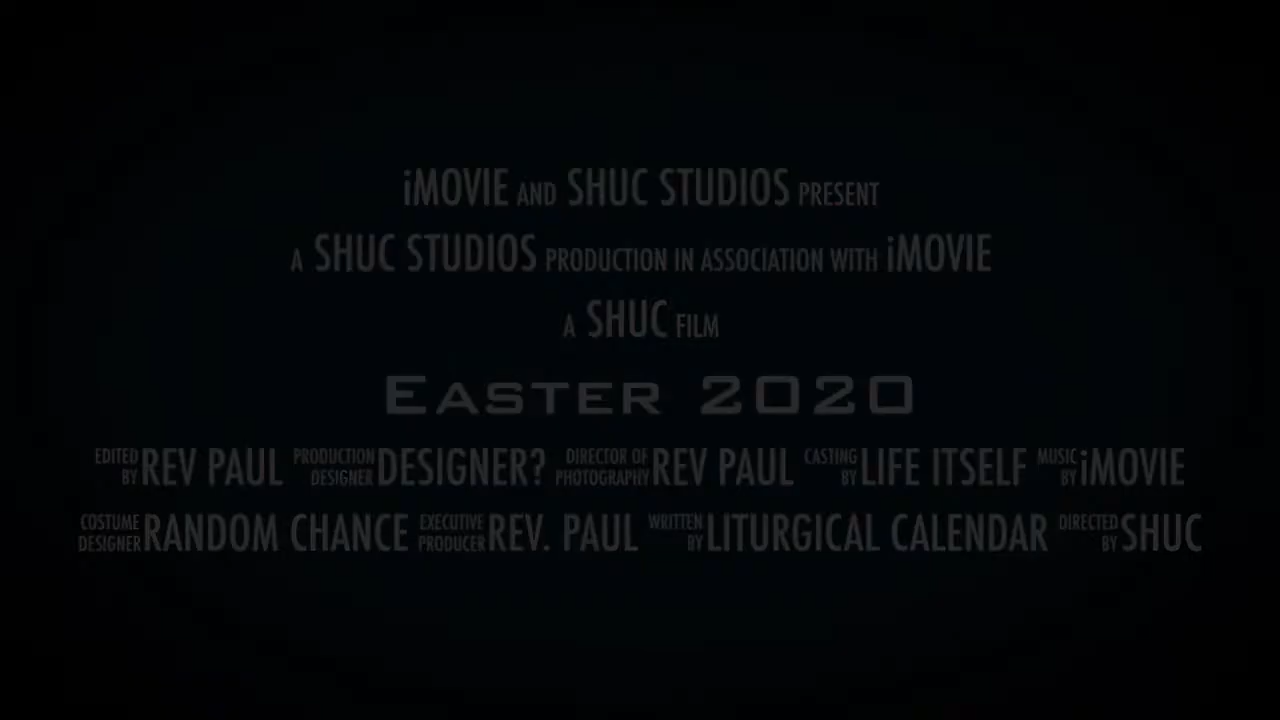 iMOVIE AND SHUC STUDIOS PRESENT
A SHUC STUDIOS PRODUCTION IN ASSOCIATION WITH iMOVIE
A SHUC FILM
EASTER 2020
EDITED BY REV PAUL PRODUCTION DESIGNER DESIGNER? DIRECTOR OF PHOTOGRAPHY REV PAUL CASTING BY LIFE ITSELF MUSIC BY iMOVIE
COSTUME DESIGNER RANDOM CHANCE EXECUTIVE PRODUCER REV. PAUL WRITTEN BY LITURGICAL CALENDAR DIRECTED BY SHUC